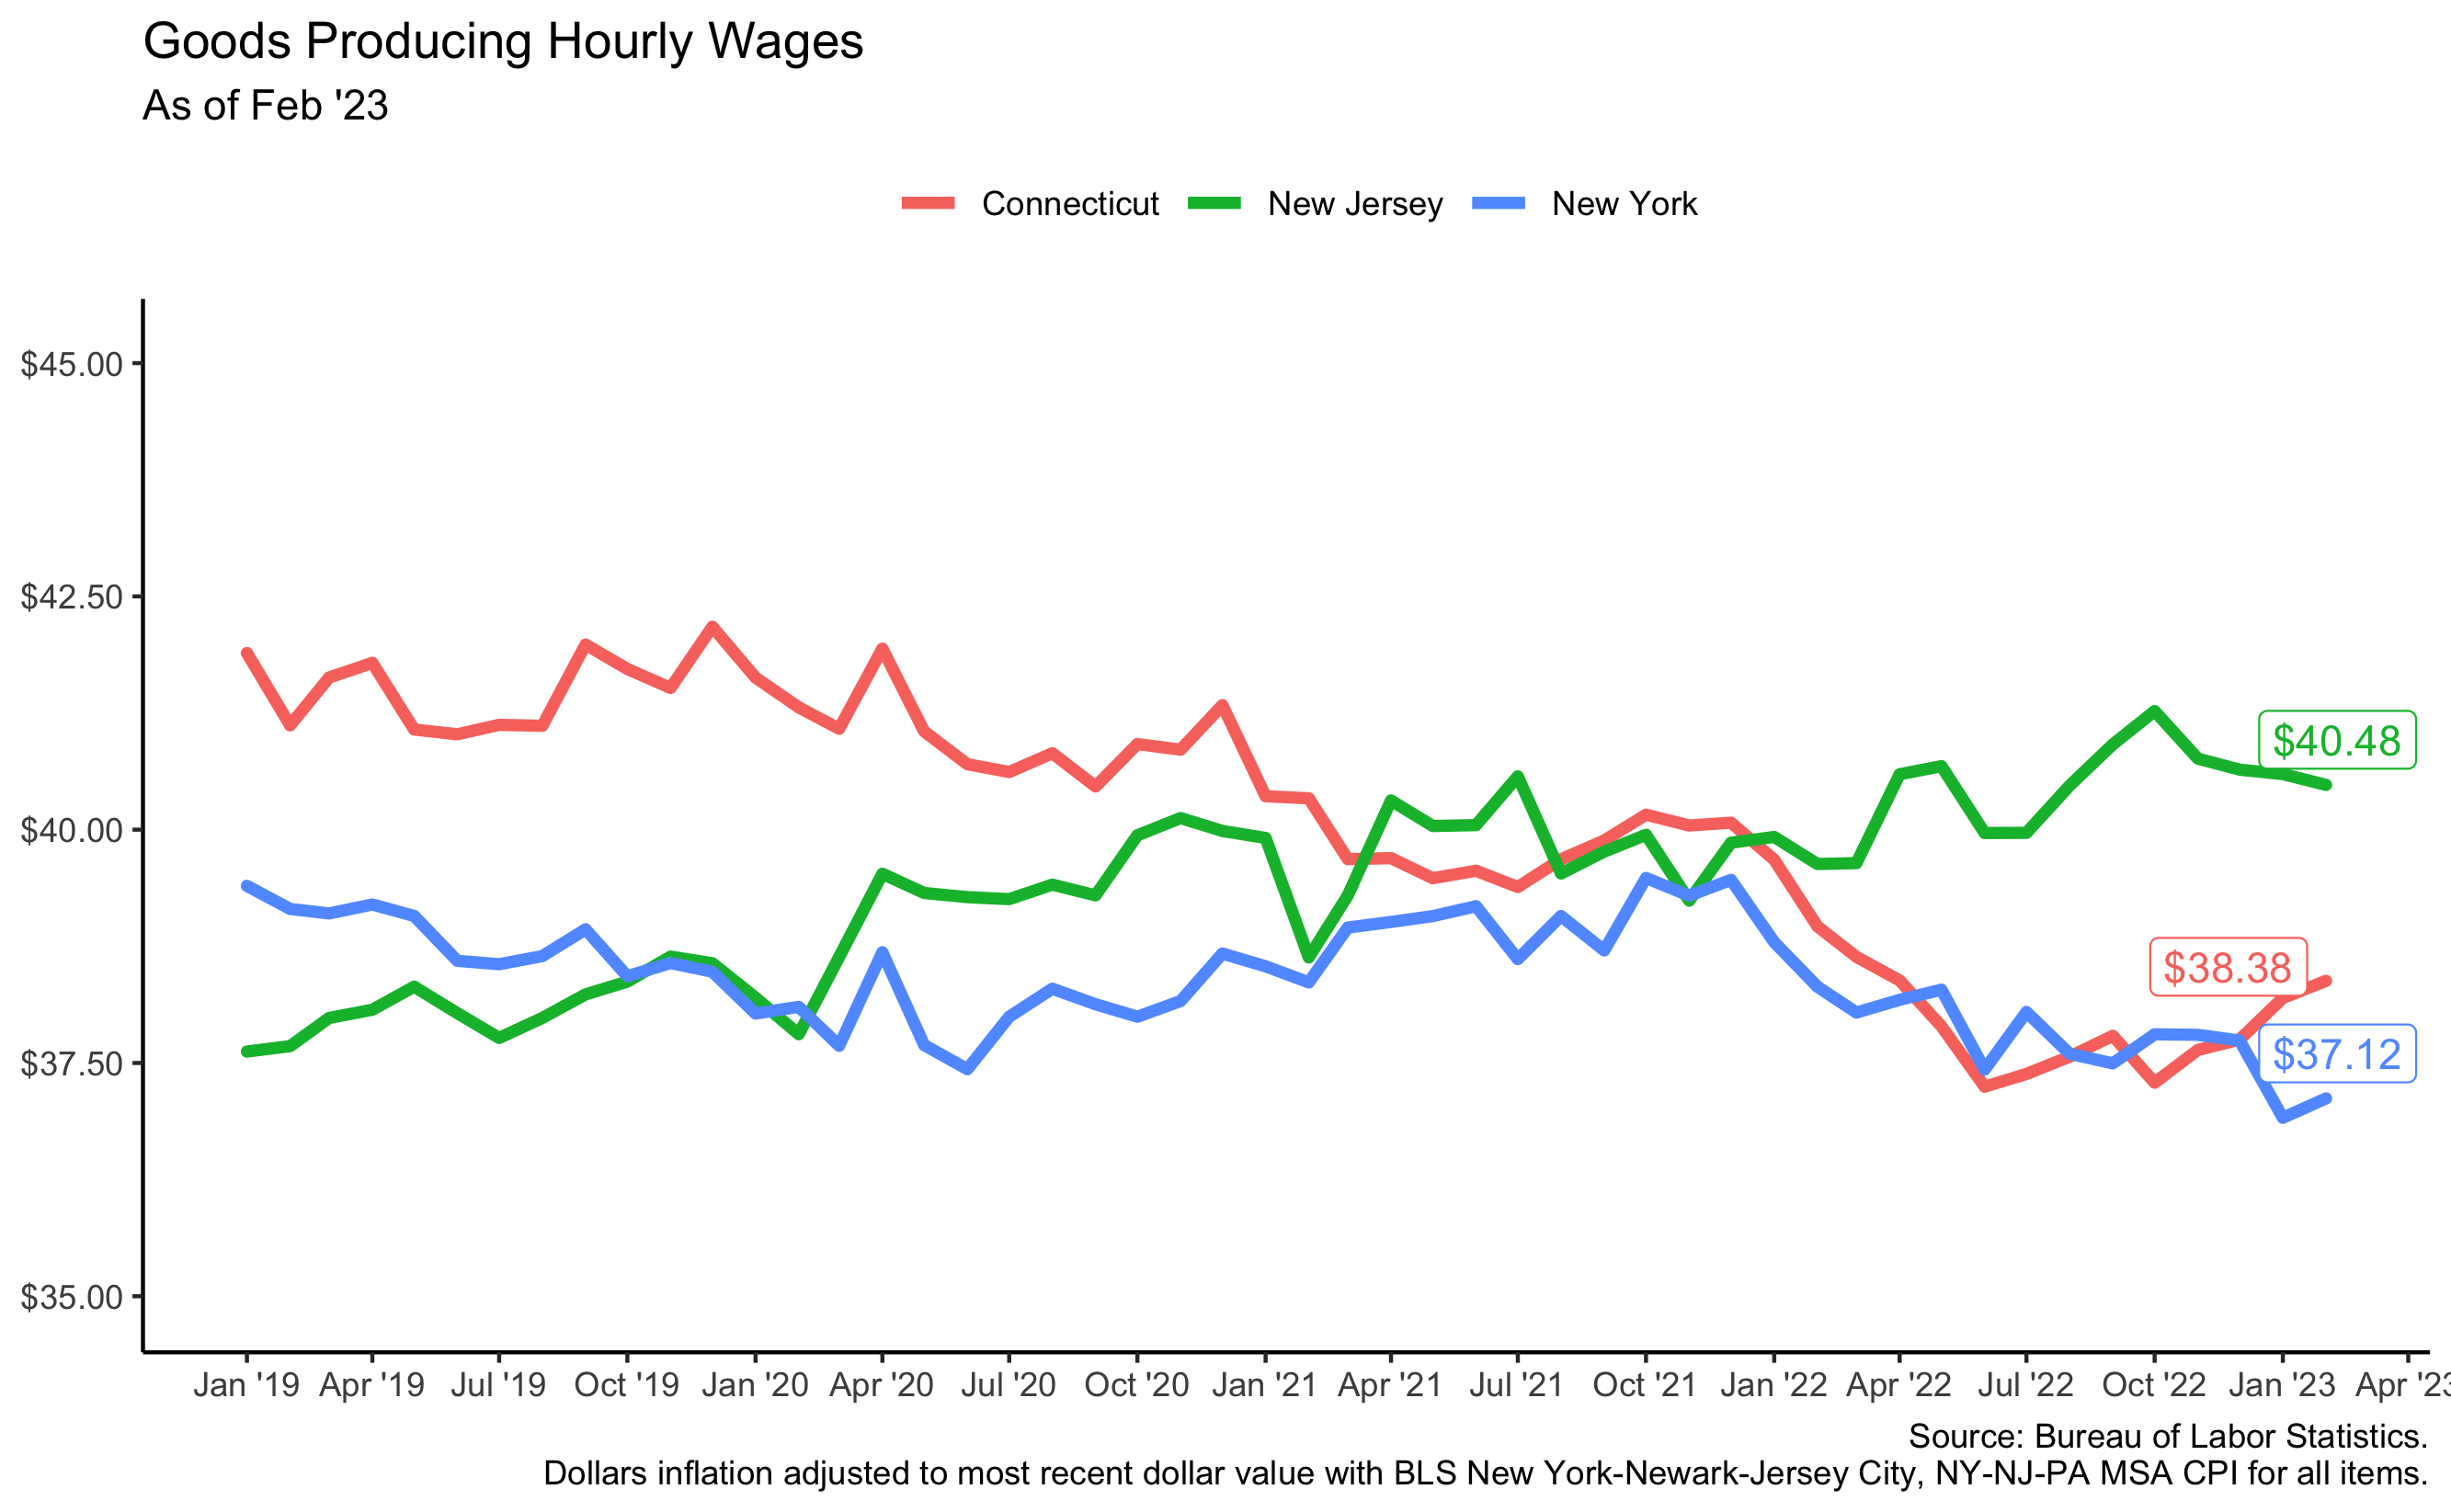 Goods Producing Hourly Wages
As of Feb '23
Connecticut New Jersey New York
$45.00
$42.50
$40.00
$37.50
$35.00
$40.48
$38.38
$37.12
Jan '19 Apr '19 Jul '19 Oct '19 Jan '20 Apr '20 Jul '20 Oct '20 Jan '21 Apr '21 Jul '21 Oct '21 Jan '22 Apr '22 Jul '22 Oct '22 Jan '23 Apr '23
Source: Bureau of Labor Statistics.
Dollars inflation adjusted to most recent dollar value with BLS New York-Newark-Jersey City, NY-NJ-PA MSA CPI for all items.